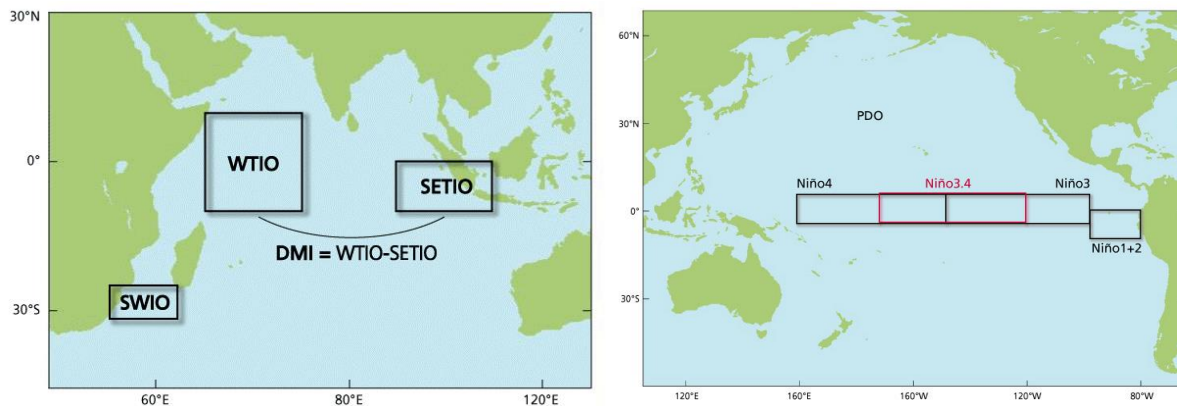 30°N
0°
30°S
60°E
80°E
120°E
WTIO
SETIO
DMI = WTIO-SETIO
SWIO
60°N
30°N
0°
30°S
120°E
160°E
160°W
120°W
80°W
PDO
Niño4
Niño3.4
Niño3
Niño1+2